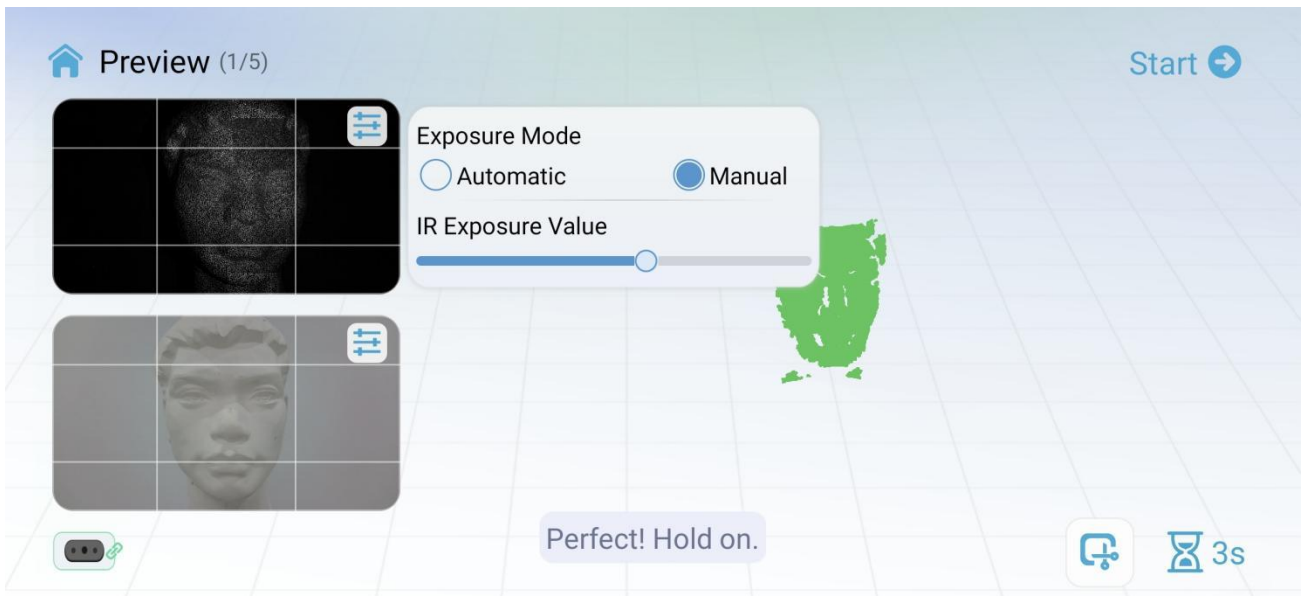 Preview (1/5)
Start
Exposure Mode
Automatic
Manual
IR Exposure Value
Perfect! Hold on.
3s